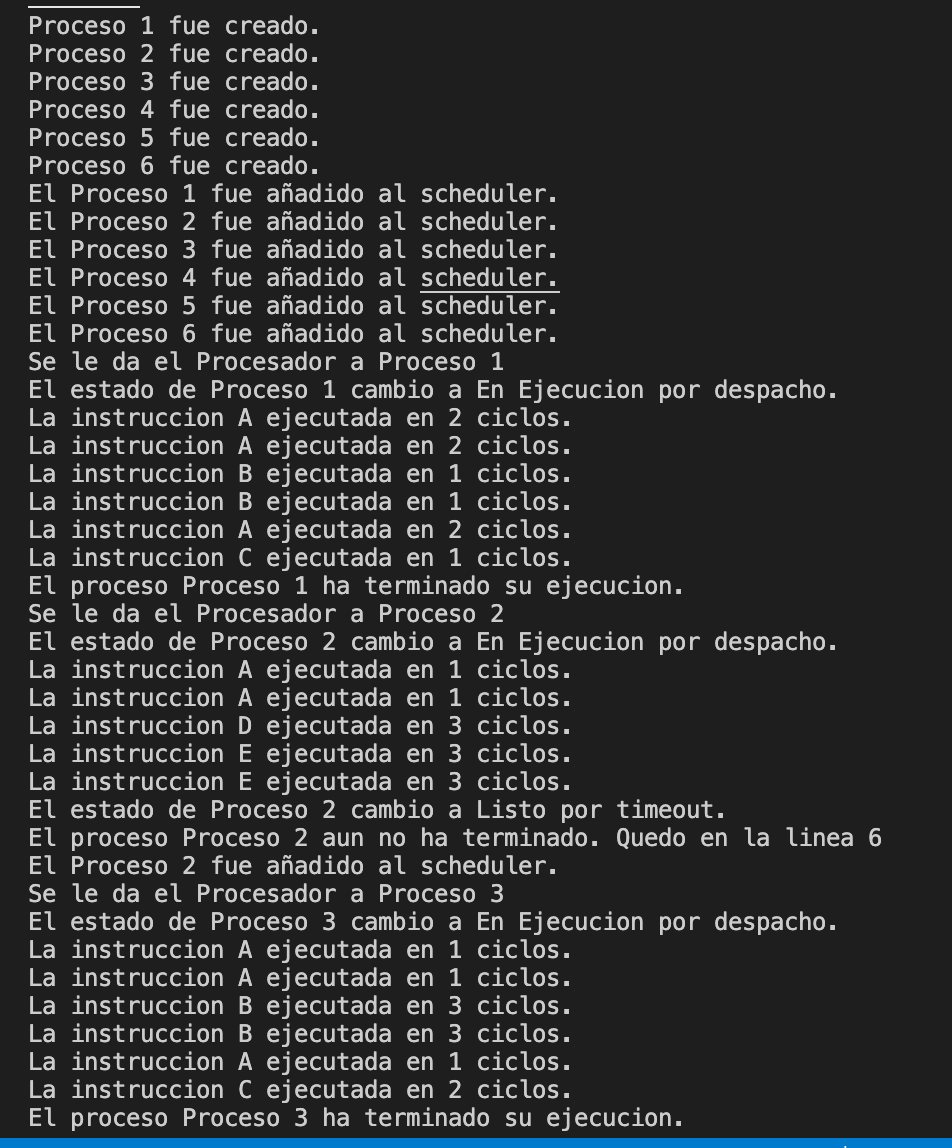 Proceso 1 fue creado.
Proceso 2 fue creado.
Proceso 3 fue creado.
Proceso 4 fue creado.
Proceso 5 fue creado.
Proceso 6 fue creado.
El Proceso 1 fue añadido al scheduler.
El Proceso 2 fue añadido al scheduler.
El Proceso 3 fue añadido al scheduler.
El Proceso 4 fue añadido al scheduler.
El Proceso 5 fue añadido al scheduler.
El Proceso 6 fue añadido al scheduler.
Se le da el Procesador a Proceso 1
El estado de Proceso 1 cambio a En Ejecucion por despacho.
La instruccion A ejecutada en 2 ciclos.
La instruccion A ejecutada en 2 ciclos.
La instruccion B ejecutada en 1 ciclos.
La instruccion B ejecutada en 1 ciclos.
La instruccion A ejecutada en 2 ciclos.
La instruccion C ejecutada en 1 ciclos.
El proceso Proceso 1 ha terminado su ejecucion.
Se le da el Procesador a Proceso 2
El estado de Proceso 2 cambio a En Ejecucion por despacho.
La instruccion A ejecutada en 1 ciclos.
La instruccion A ejecutada en 1 ciclos.
La instruccion D ejecutada en 3 ciclos.
La instruccion E ejecutada en 3 ciclos.
La instruccion E ejecutada en 3 ciclos.
El estado de Proceso 2 cambio a Listo por timeout.
El proceso Proceso 2 aun no ha terminado. Quedo en la linea 6
El Proceso 2 fue añadido al scheduler.
Se le da el Procesador a Proceso 3
El estado de Proceso 3 cambio a En Ejecucion por despacho.
La instruccion A ejecutada en 1 ciclos.
La instruccion A ejecutada en 1 ciclos.
La instruccion B ejecutada en 3 ciclos.
La instruccion B ejecutada en 3 ciclos.
La instruccion A ejecutada en 1 ciclos.
La instruccion C ejecutada en 2 ciclos.
El proceso Proceso 3 ha terminado su ejecucion.